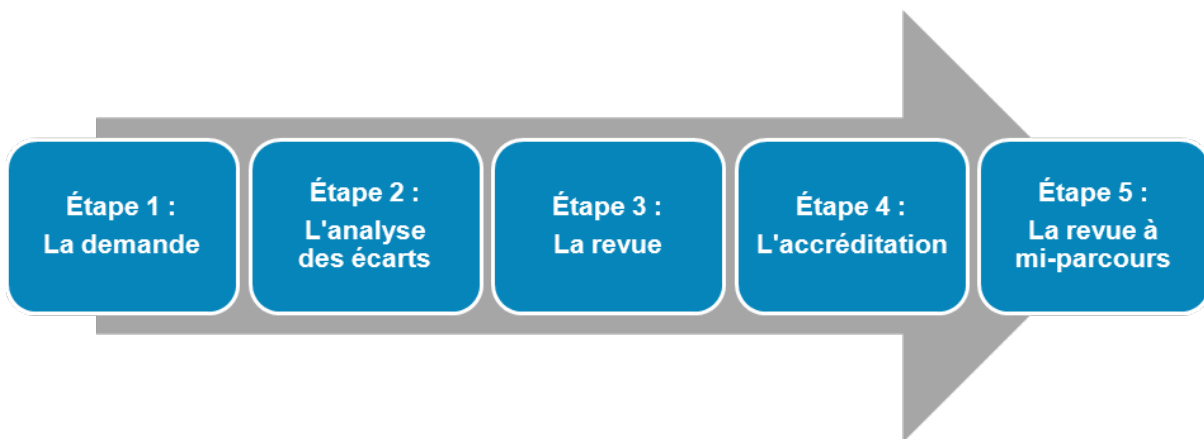 Étape 1 :
La demande
Étape 2 :
L'analyse
des écarts
Étape 3 :
La revue
Étape 4 :
L'accréditation
Étape 5 :
La revue à
mi-parcours